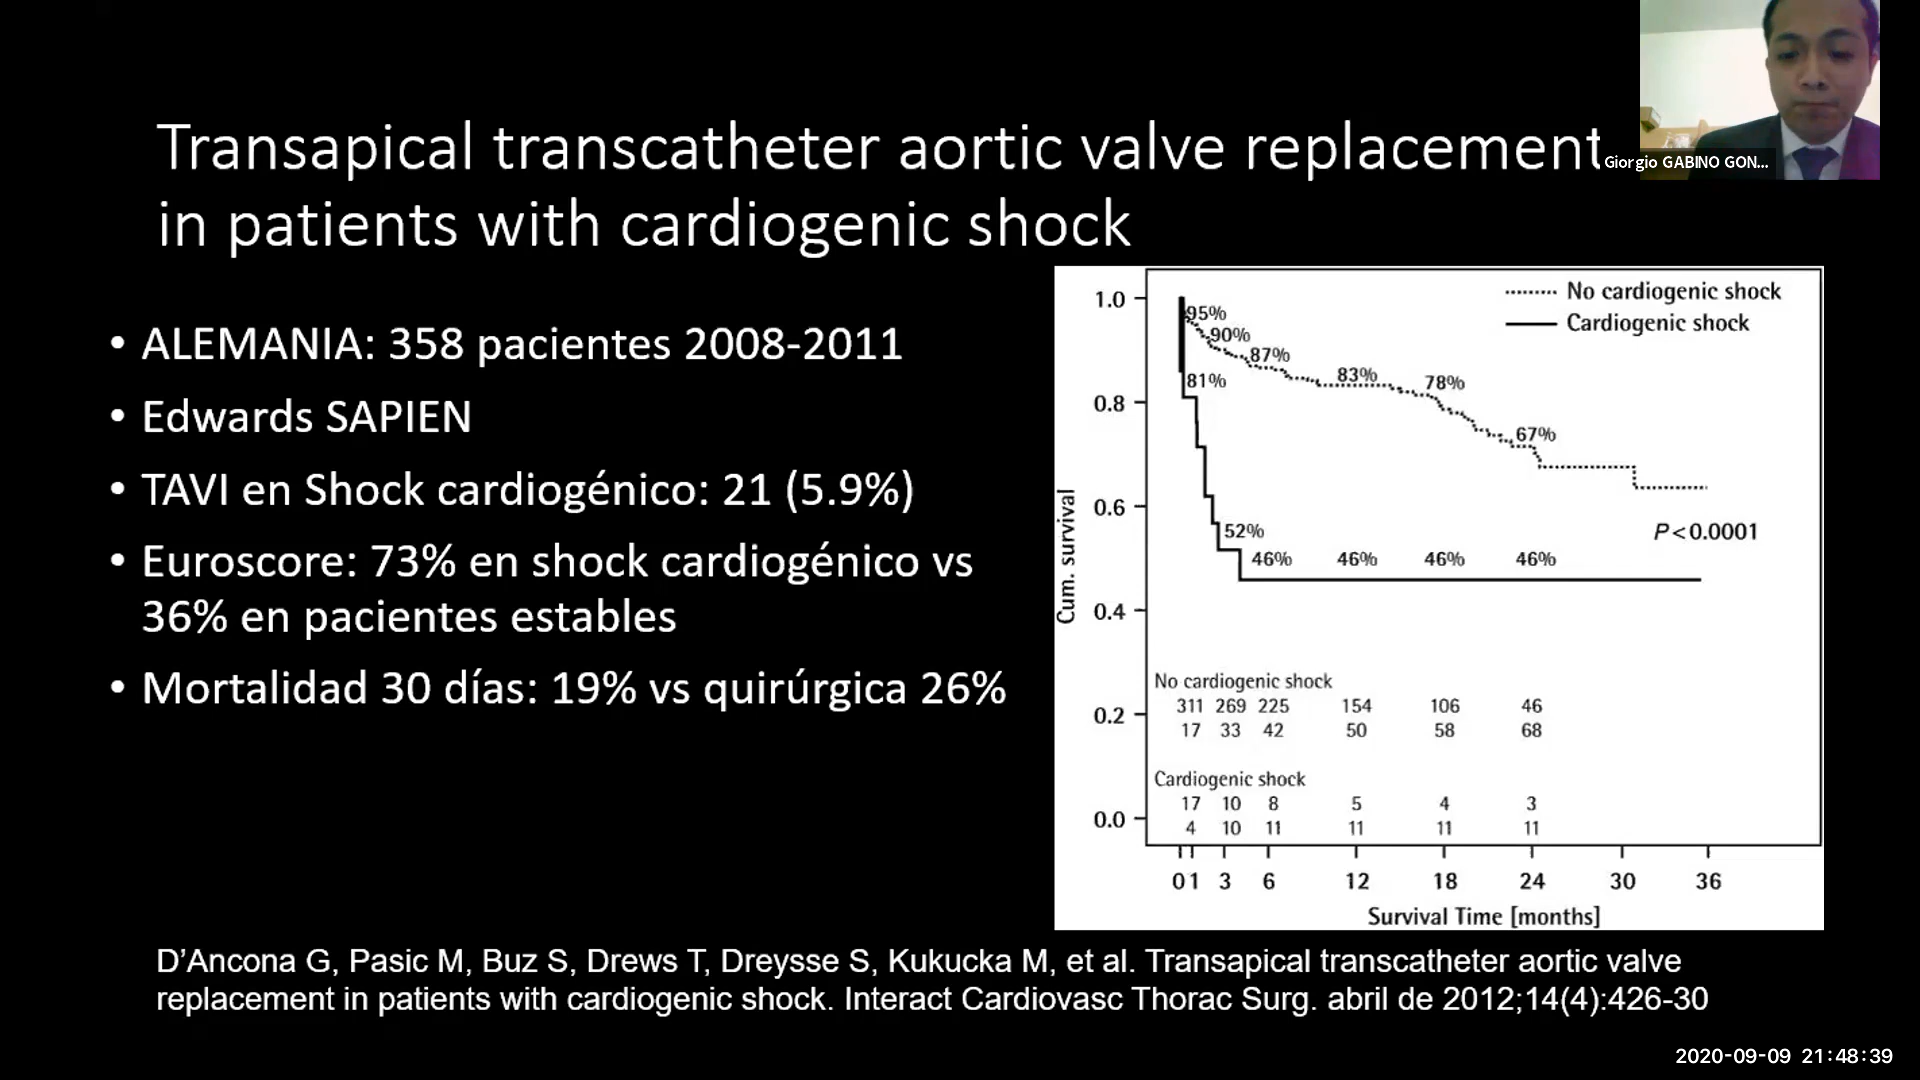 Transapical transcatheter aortic valve replacement
in patients with cardiogenic shock
Giorgio GABINO GON...
• ALEMANIA: 358 pacientes 2008-2011
• Edwards SAPIEN
• TAVI en Shock cardiogénico: 21 (5.9%)
• Euroscore: 73% en shock cardiogénico vs
36% en pacientes estables
• Mortalidad 30 días: 19% vs quirúrgica 26%
No cardiogenic shock
Cardiogenic shock
1.0
0.8
0.6
0.4
0.2
0.0
Cum. survival
95%
90%
87%
83%
78%
67%
81%
52%
46% 46% 46% 46%
P<0.0001
No cardiogenic shock
311 269 225 154 106 46
17 33 42 50 58 68
Cardiogenic shock
17 10 8 5 4 3
4 10 11 11 11 11
0 1 3 6 12 18 24 30 36
Survival Time [months]
D’Ancona G, Pasic M, Buz S, Drews T, Dreysse S, Kukucka M, et al. Transapical transcatheter aortic valve
replacement in patients with cardiogenic shock. Interact Cardiovasc Thorac Surg. abril de 2012;14(4):426-30
2020-09-09 21:48:39